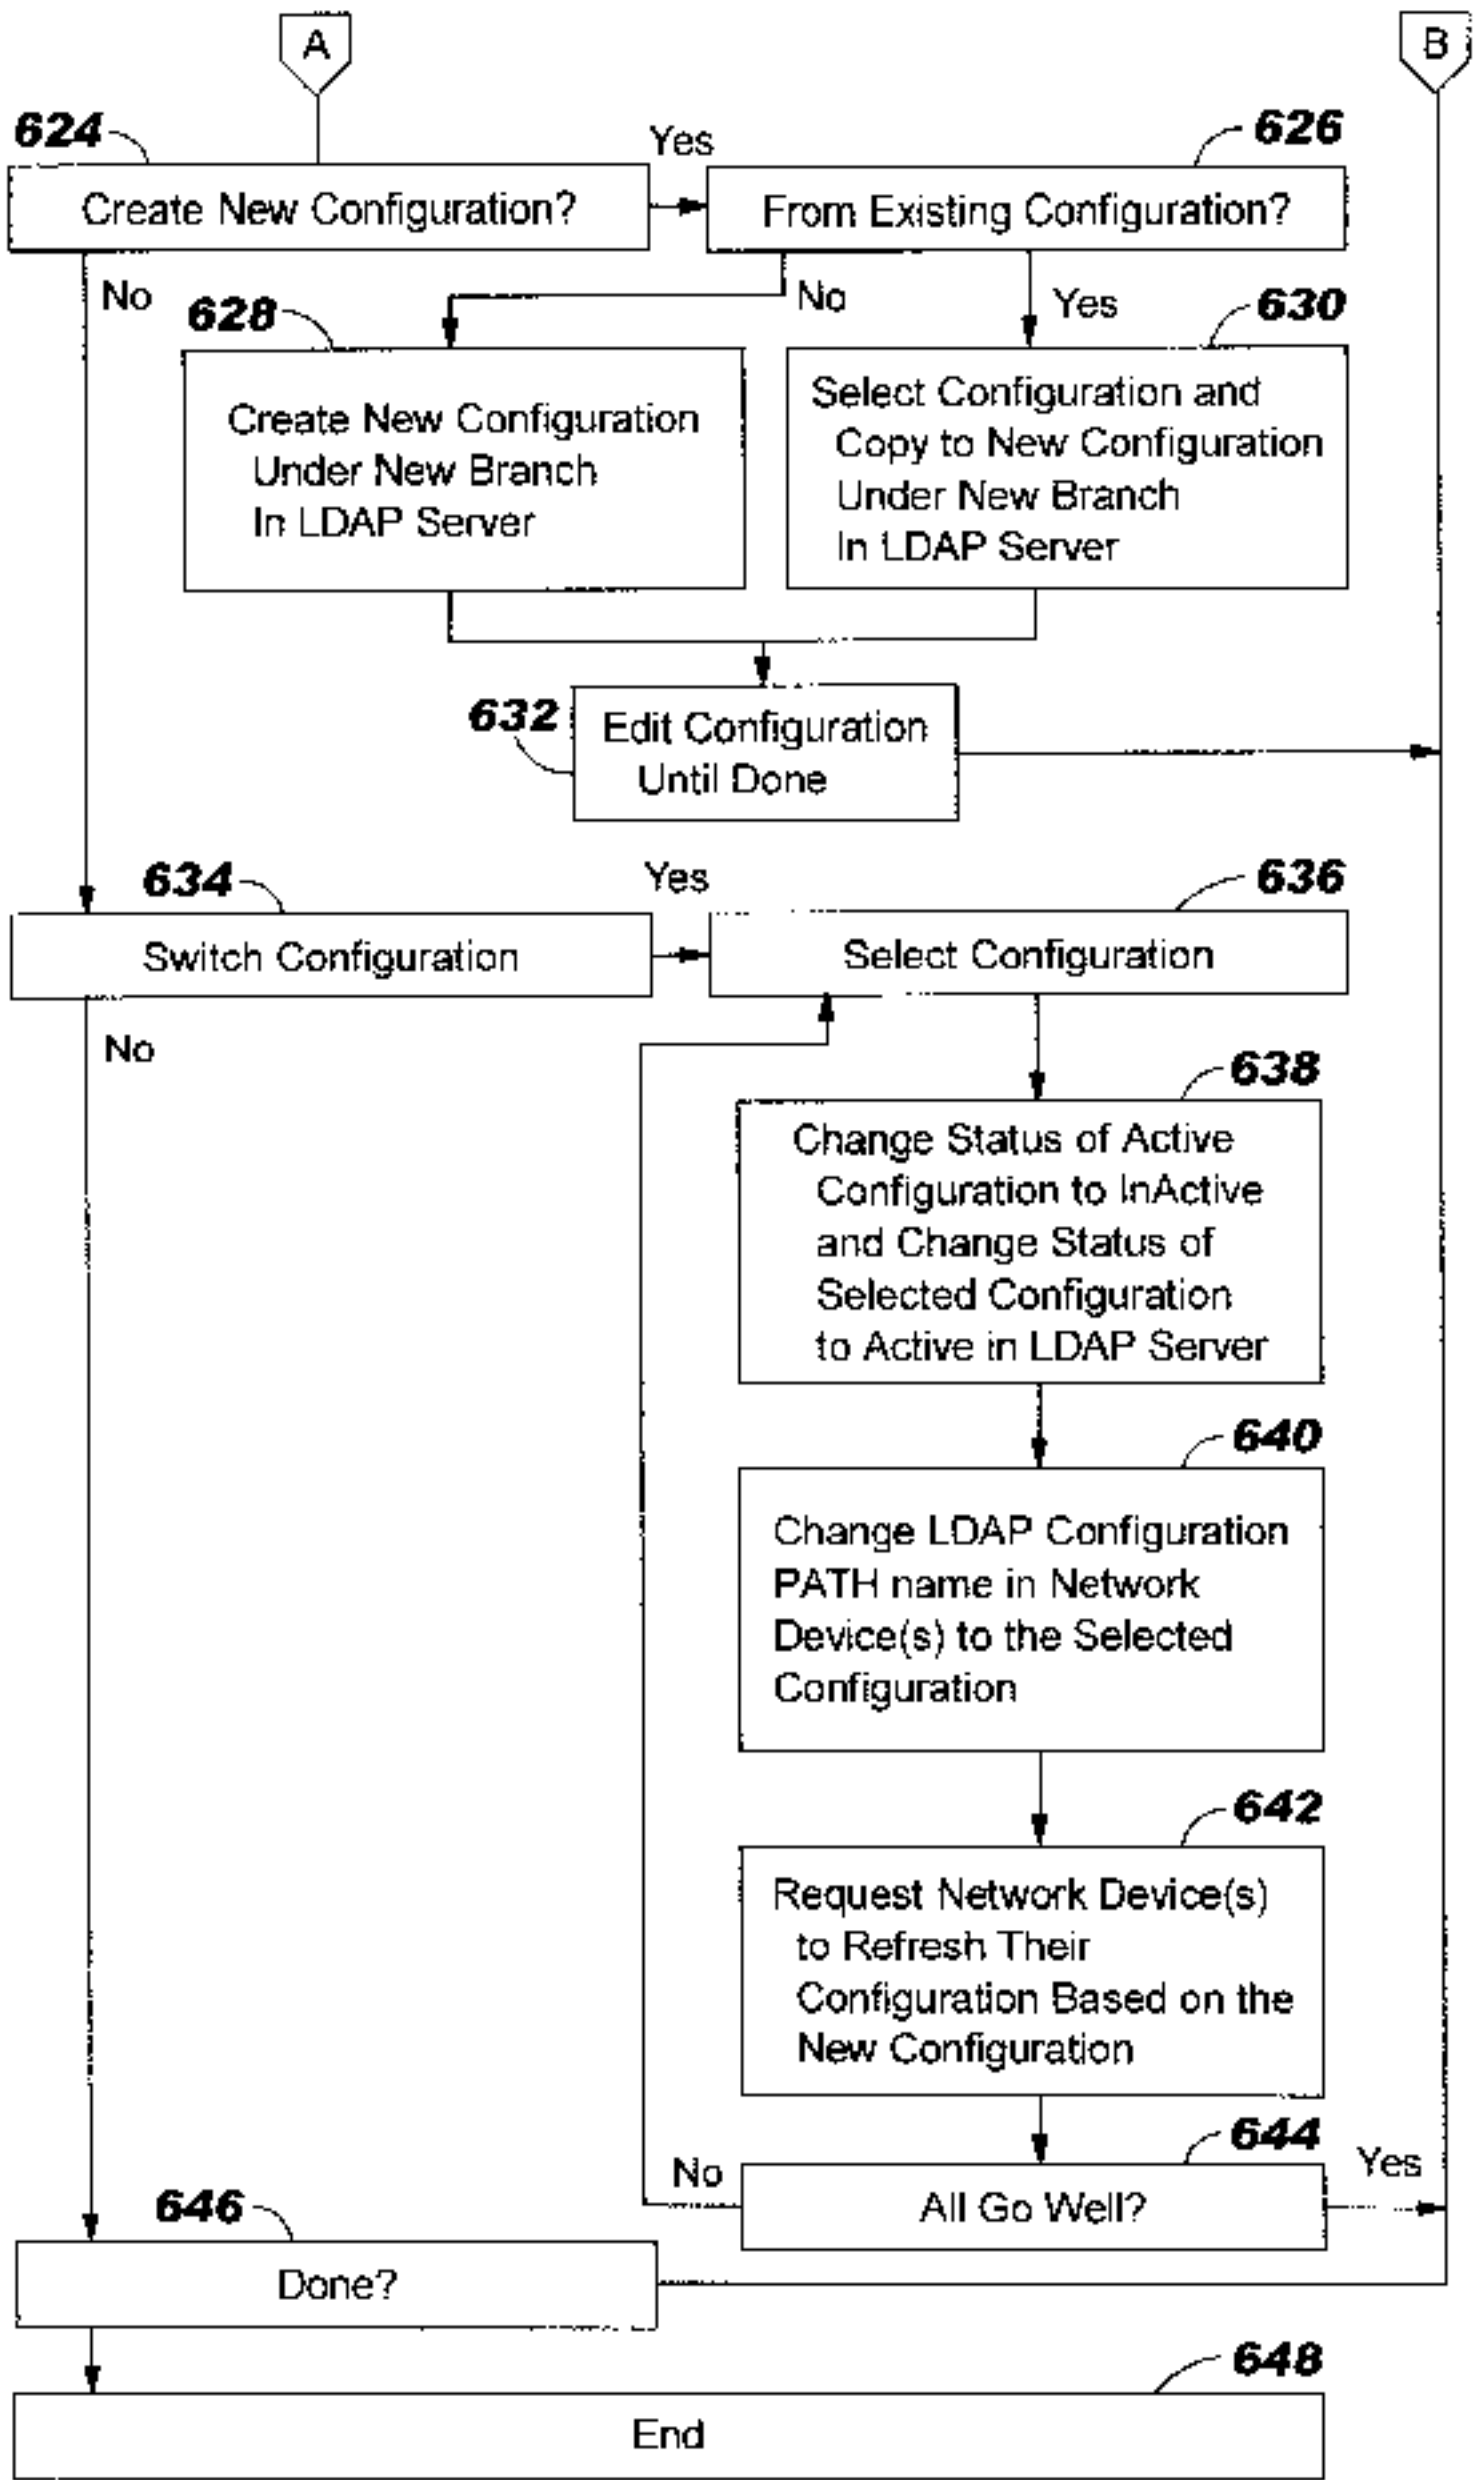 A
B
624
Yes
626
Create New Configuration?
From Existing Configuration?
No
628
No
Yes
630
Create New Configuration
Under New Branch
In LDAP Server
Select Configuration and
Copy to New Configuration
Under New Branch
In LDAP Server
632
Edit Configuration
Until Done
634
Yes
636
Switch Configuration
Select Configuration
No
638
Change Status of Active
Configuration to InActive
and Change Status of
Selected Configuration
to Active in LDAP Server
640
Change LDAP Configuration
PATH name in Network
Device(s) to the Selected
Configuration
642
Request Network Device(s)
to Refresh Their
Configuration Based on the
New Configuration
644
No
Yes
All Go Well?
646
Done?
648
End